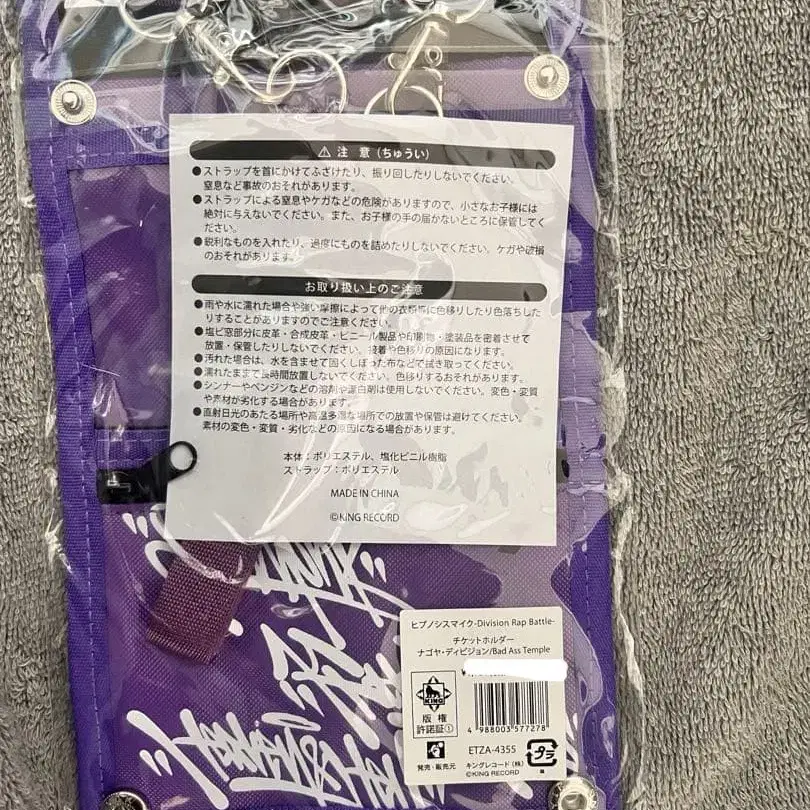 ⚠ 注 意 (ちゅうい)
●ストラップを首にかけてふざけたり、振り回したりしないでください。
窒息など事故のおそれがあります。
●ストラップによる窒息やケガなどの危険がありますので、小さなお子様には
絶対に与えないでください。また、お子様の手の届かないところに保管してく
ださい。
●鋭利なものを入れたり、過度にものを詰めたりしないでください。ケガや破損
のおそれがあります。
お取り扱い上のご注意
●雨や水に濡れた場合や強い摩擦によって他の衣類等に色移りしたり色落ちした
りすることがありますのでご注意ください。
●塩ビ窓部分に皮革・合成皮革・ビニール製品や印刷物・塗装品を密着させて
放置・保管したりしないでください。接着や色移りの原因になります。
●汚れた場合は、水を含ませて固くしぼった布などで拭き取ってください。
●濡れたままで長時間放置しないでください。色移りするおそれがあります。
●シンナーやベンジンなどの溶剤や漂白剤は使用しないでください。変色・変質
や素材が劣化する場合があります。
●直射日光のあたる場所や高温多湿な場所での放置や保管は避けてください。
素材の変色・変質・劣化などの原因になる場合があります。
本体:ポリエステル、塩化ビニル樹脂
ストラップ:ポリエステル
MADE IN CHINA
©KING RECORD
ヒプノシスマイク-Division Rap Battle-
チケットホルダー
ナゴヤ・ディビジョン/Bad Ass Temple
KING
版 権
許諾証①
4 988003 577278
発売・販売元
ETZA-4355
キングレコード(株)
©KING RECORD
プラ